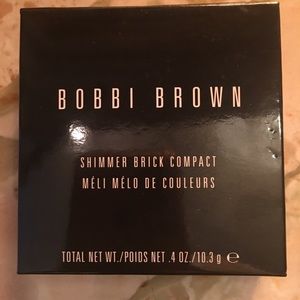 BOBBI BROWN
SHIMMER BRICK COMPACT
MÉLI MÉLO DE COULEURS
TOTAL NET WT./POIDS NET .4 OZ./10.3 g ℮